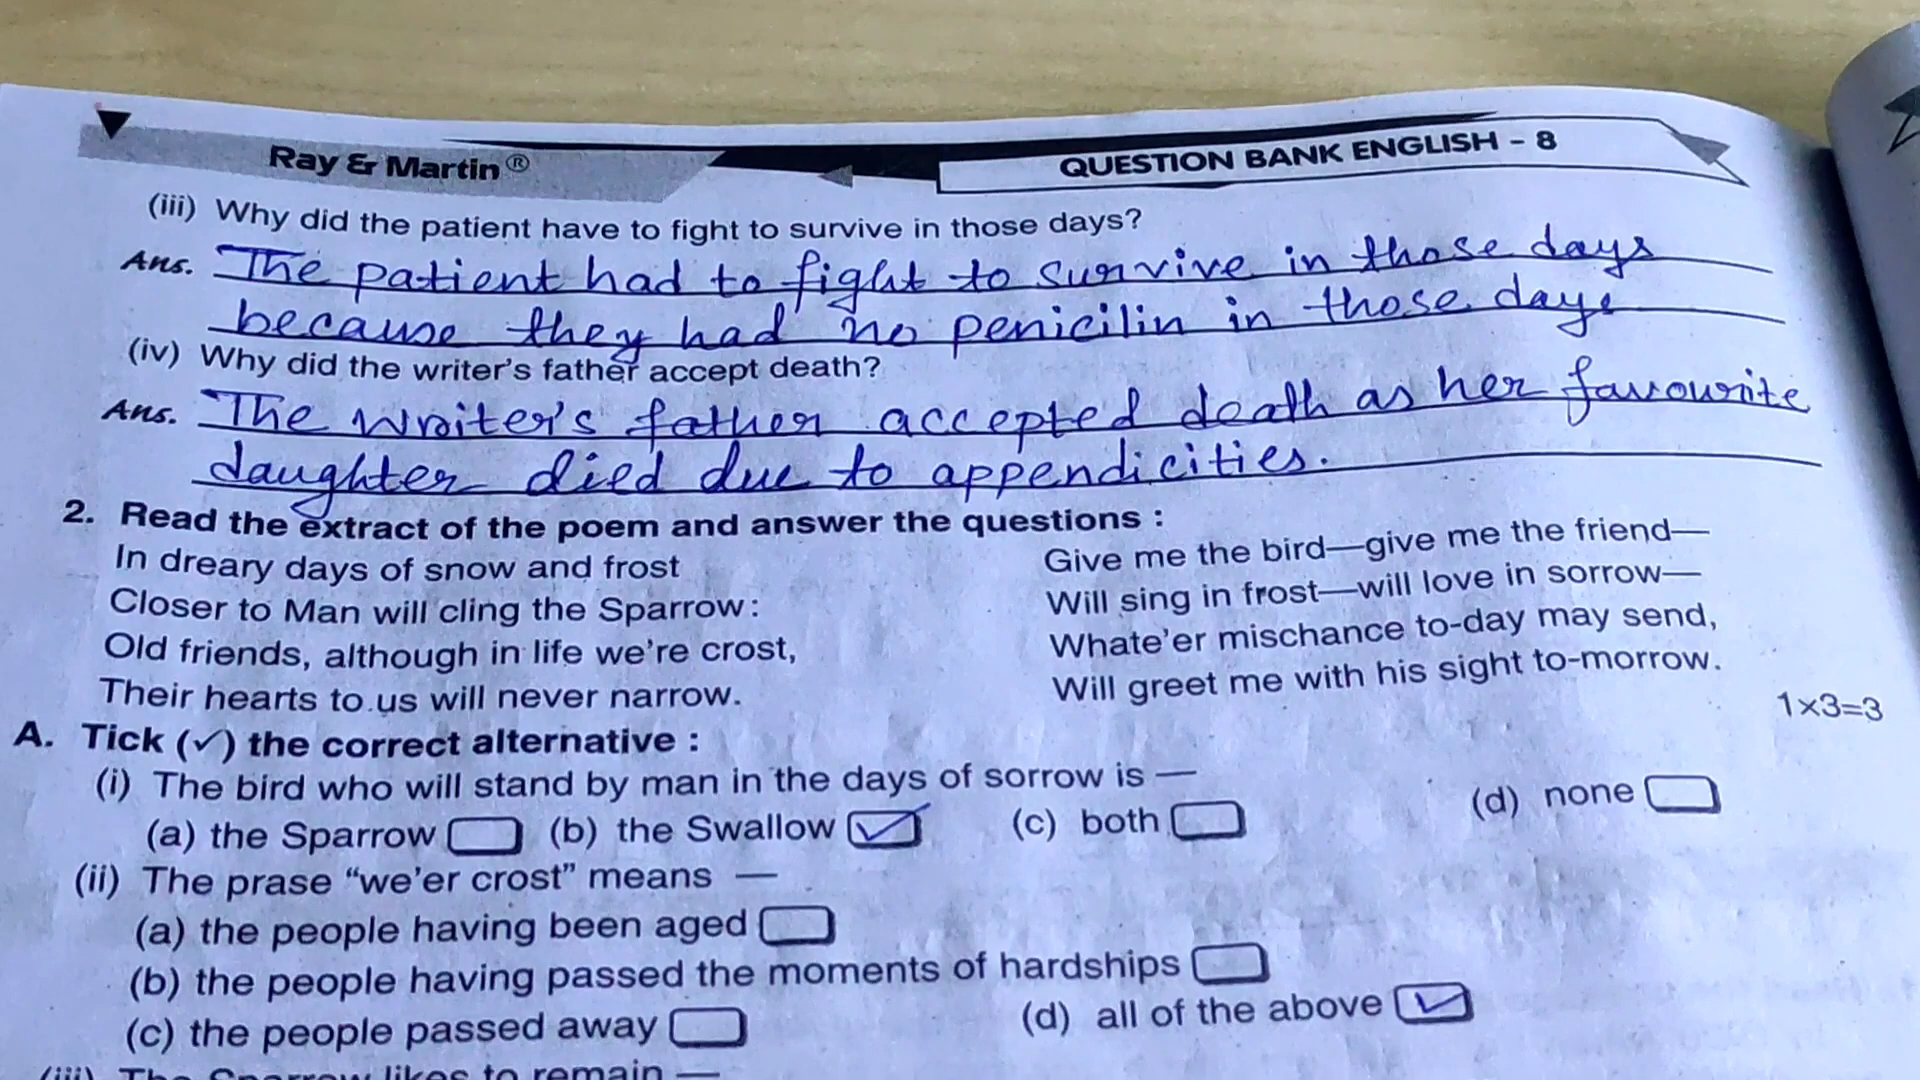 Ray & Martin®
QUESTION BANK ENGLISH - 8
(iii) Why did the patient have to fight to survive in those days?
Ans. The patient had to fight to survive in those days
because they had no penicilin in those days
(iv) Why did the writer's father accept death?
Ans. The writer's father accepted death as her favourite
daughter died due to appendicities.
2. Read the extract of the poem and answer the questions :
In dreary days of snow and frost
Closer to Man will cling the Sparrow:
Old friends, although in life we're crost,
Their hearts to us will never narrow.
Give me the bird—give me the friend—
Will sing in frost—will love in sorrow—
Whate'er mischance to-day may send,
Will greet me with his sight to-morrow.
1×3=3
A. Tick (✓) the correct alternative :
(i) The bird who will stand by man in the days of sorrow is —
(a) the Sparrow (b) the Swallow ✓ (c) both (d) none
(ii) The prase “we'er crost” means —
(a) the people having been aged
(b) the people having passed the moments of hardships
(c) the people passed away (d) all of the above ✓
(iii) The Sparrow likes to remain —